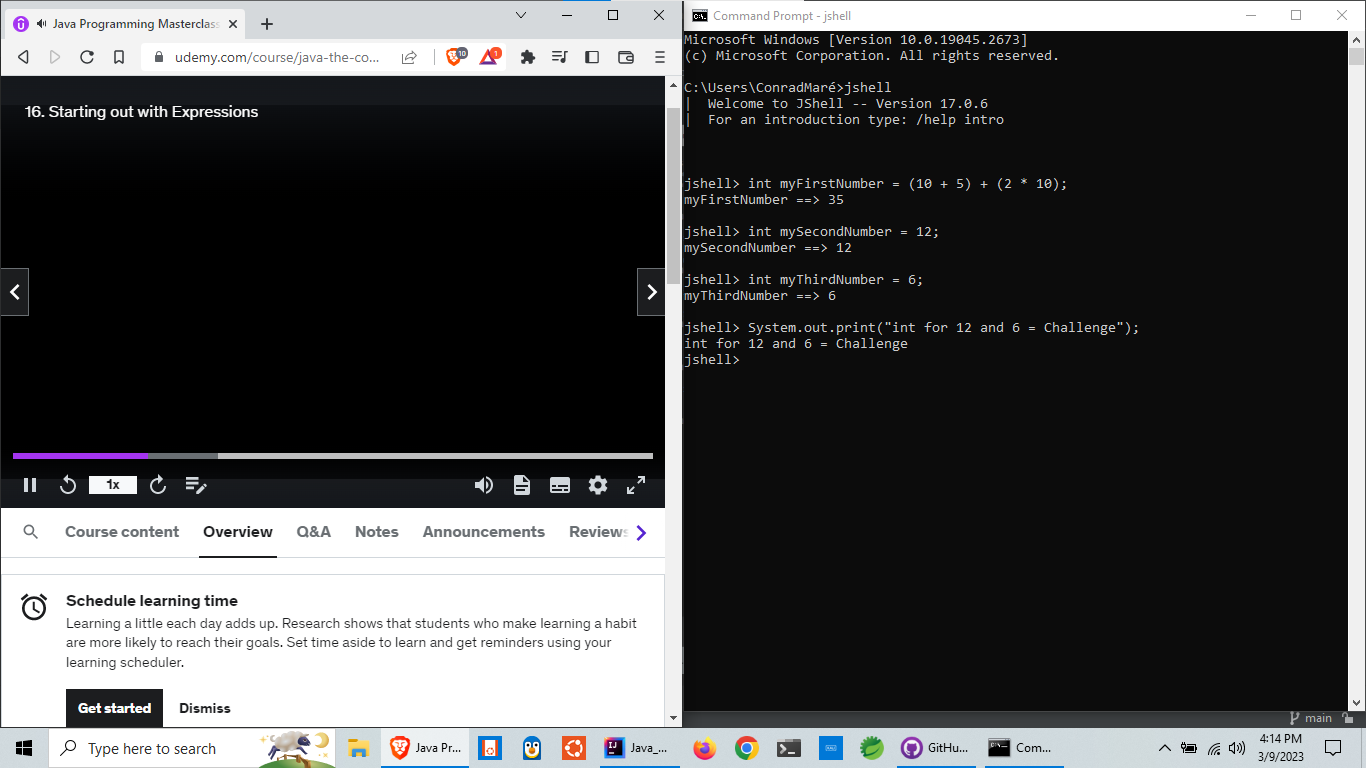 Java Programming Masterclass
udemy.com/course/java-the-co...
10
1
16. Starting out with Expressions
1x
Course content
Overview
Q&A
Notes
Announcements
Reviews
Schedule learning time
Learning a little each day adds up. Research shows that students who make learning a habit
are more likely to reach their goals. Set time aside to learn and get reminders using your
learning scheduler.
Get started
Dismiss
Command Prompt - jshell
Microsoft Windows [Version 10.0.19045.2673]
(c) Microsoft Corporation. All rights reserved.
C:\Users\ConradMaré>jshell
|  Welcome to JShell -- Version 17.0.6
|  For an introduction type: /help intro
jshell> int myFirstNumber = (10 + 5) + (2 * 10);
myFirstNumber ==> 35
jshell> int mySecondNumber = 12;
mySecondNumber ==> 12
jshell> int myThirdNumber = 6;
myThirdNumber ==> 6
jshell> System.out.print("int for 12 and 6 = Challenge");
int for 12 and 6 = Challenge
jshell>
main
Type here to search
Java Pr...
Java_...
GitHu...
Com...
4:14 PM
3/9/2023